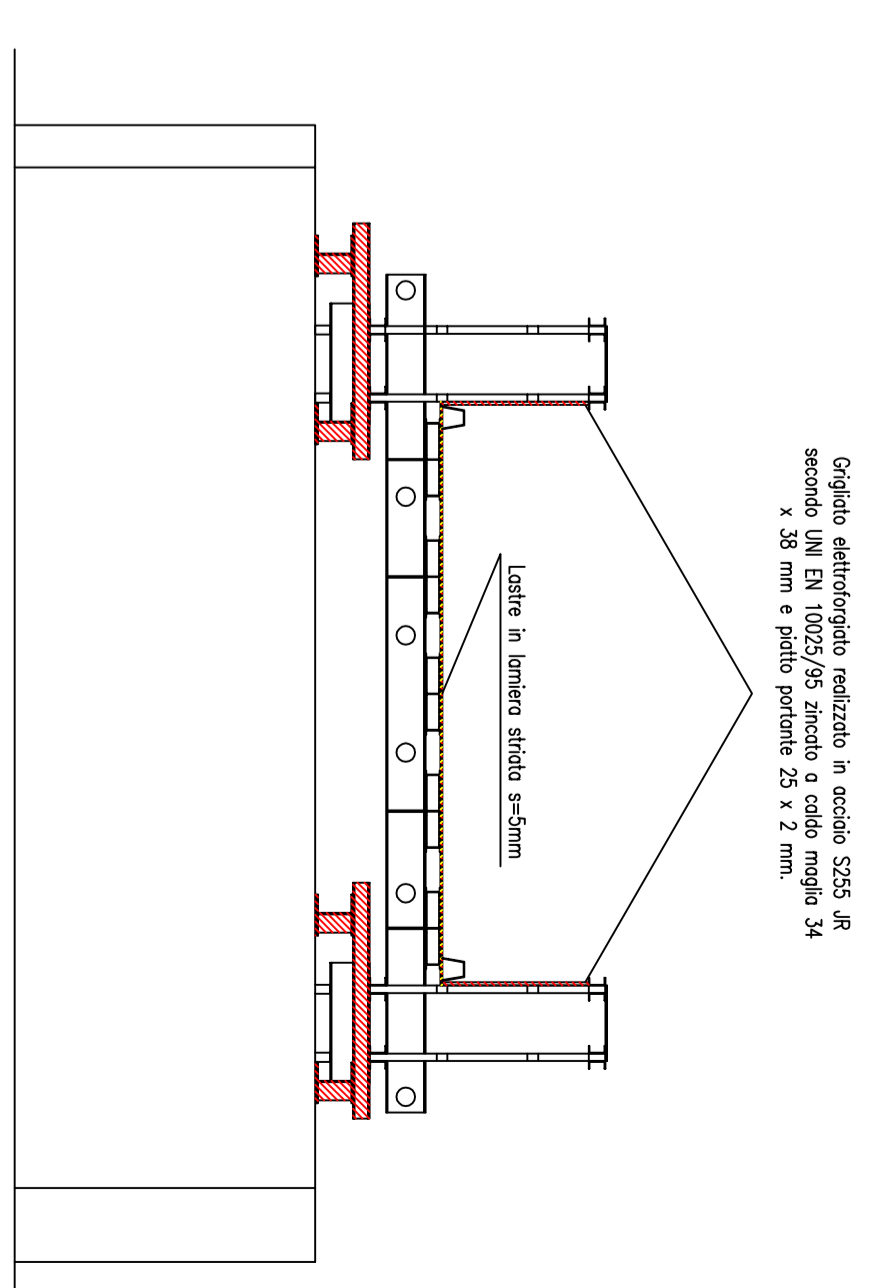 Grigliato elettroforgiato realizzato in acciaio S255 JR
secondo UNI EN 10025/95 zincato a caldo maglia 34
x 38 mm e piatto portante 25 x 2 mm.
Lastre in lamiera striata s=5mm